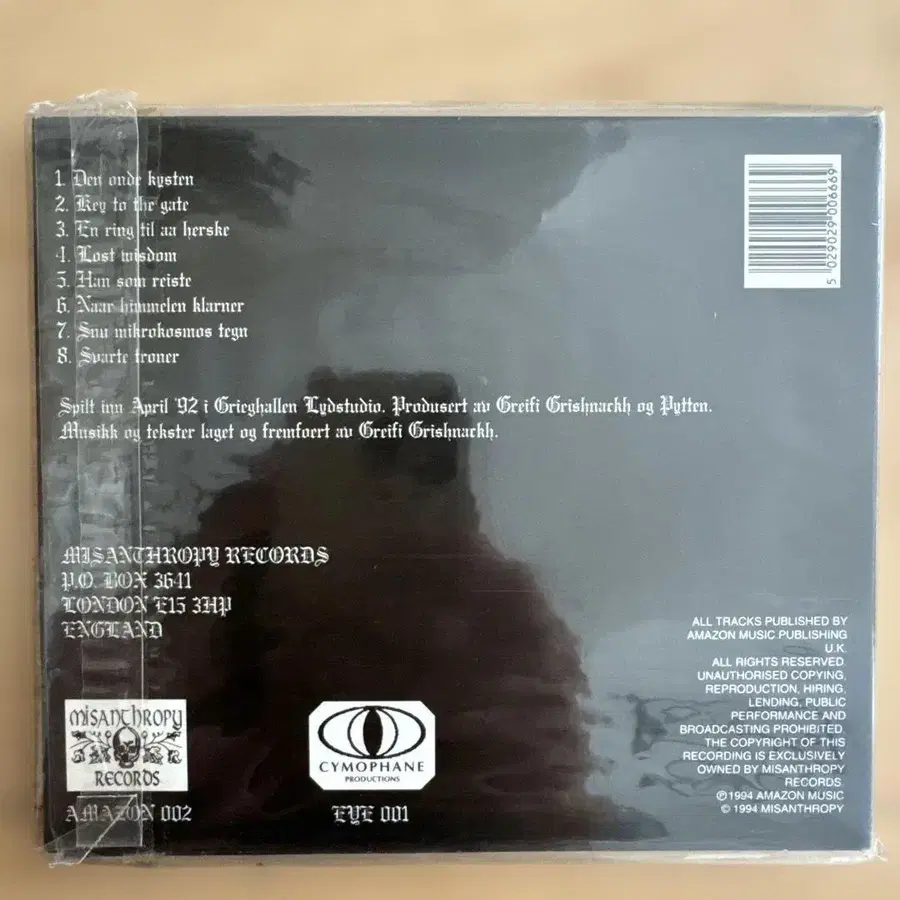 1. Den onde kysten
2. Key to the gate
3. En ring til aa herske
4. Lost wisdom
5. Han som reiste
6. Naar himmelen klarner
7. Snu mikrokosmos tegn
8. Svarte troner
5 029029 006669
Spilt inn April '92 i Grieghallen Lydstudio. Produsert av Greifi Grishnackh og Pytten.
Musikk og tekster laget og fremfoert av Greifi Grishnackh.
MISANTHROPY RECORDS
P.O. BOX 3641
LONDON E15 3HP
ENGLAND
MISANTHROPY
RECORDS
AMAZON 002
CYMOPHANE
PRODUCTIONS
EYE 001
ALL TRACKS PUBLISHED BY
AMAZON MUSIC PUBLISHING
U.K.
ALL RIGHTS RESERVED.
UNAUTHORISED COPYING,
REPRODUCTION, HIRING,
LENDING, PUBLIC
PERFORMANCE AND
BROADCASTING PROHIBITED.
THE COPYRIGHT OF THIS
RECORDING IS EXCLUSIVELY
OWNED BY MISANTHROPY
RECORDS.
℗ 1994 AMAZON MUSIC
© 1994 MISANTHROPY